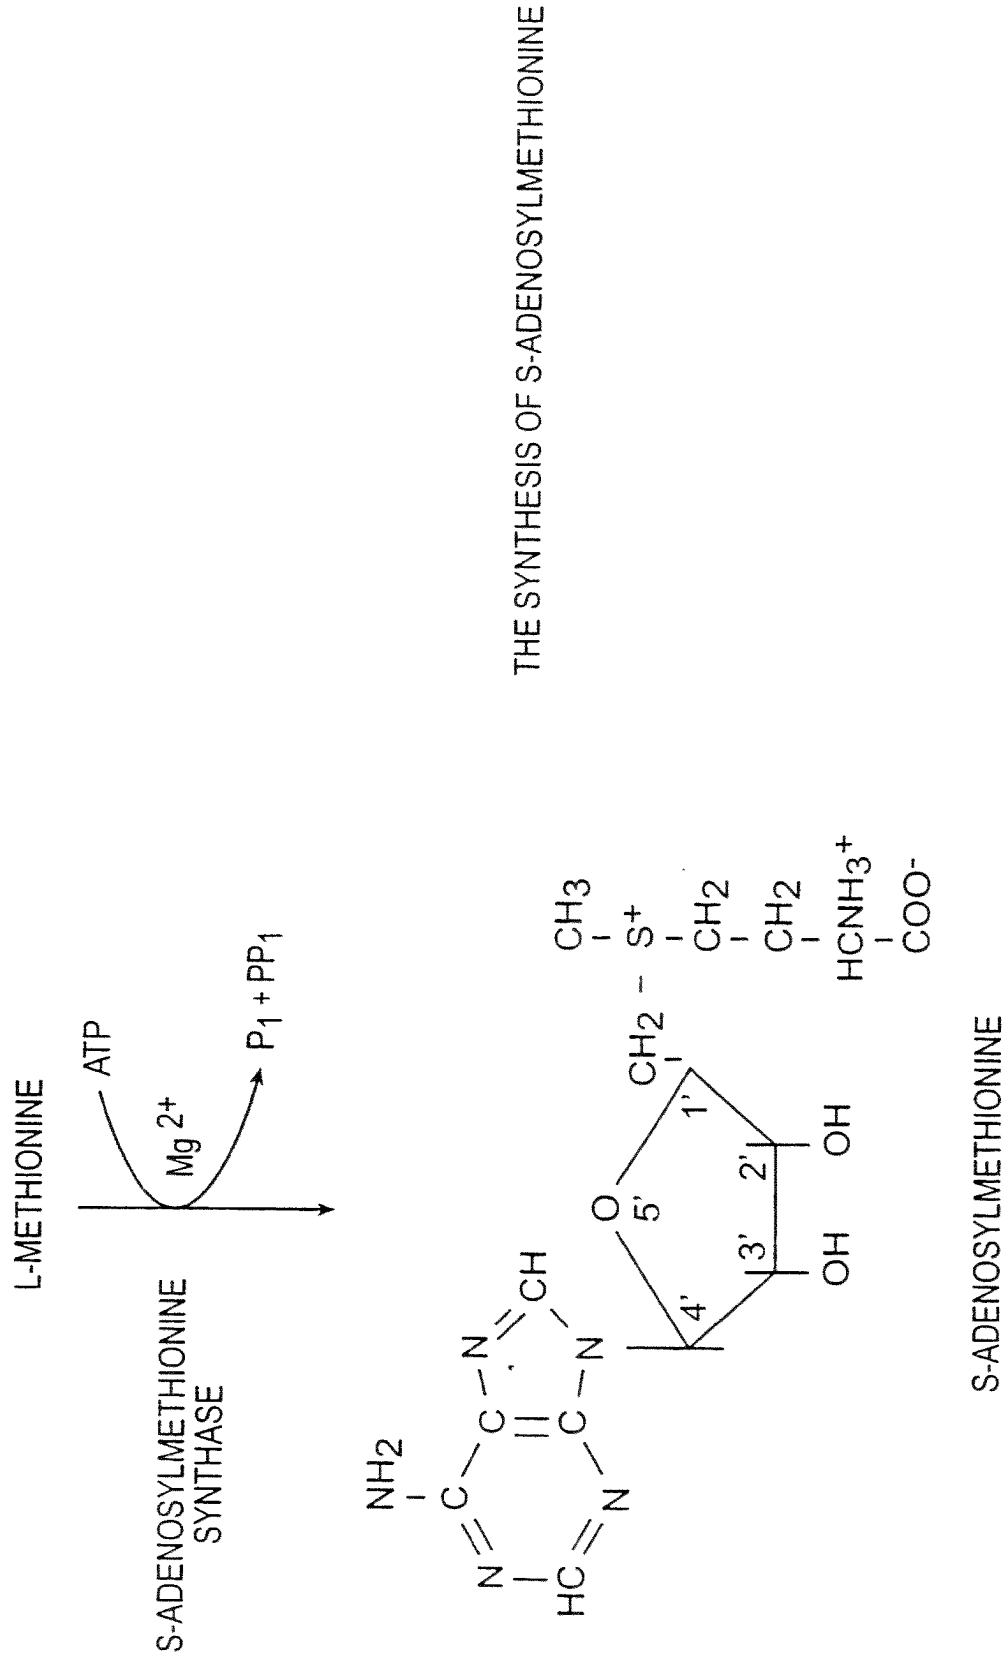 L-METHIONINE
ATP
S-ADENOSYLMETHIONINE
SYNTHASE
Mg 2+
P1 + PP1
NH2
C
N
N
C
CH
HC
C
N
N
O
5'
4'
1'
3'
2'
OH
OH
CH2 - S+
CH3
CH2
CH2
HCNH3+
COO-
S-ADENOSYLMETHIONINE
THE SYNTHESIS OF S-ADENOSYLMETHIONINE